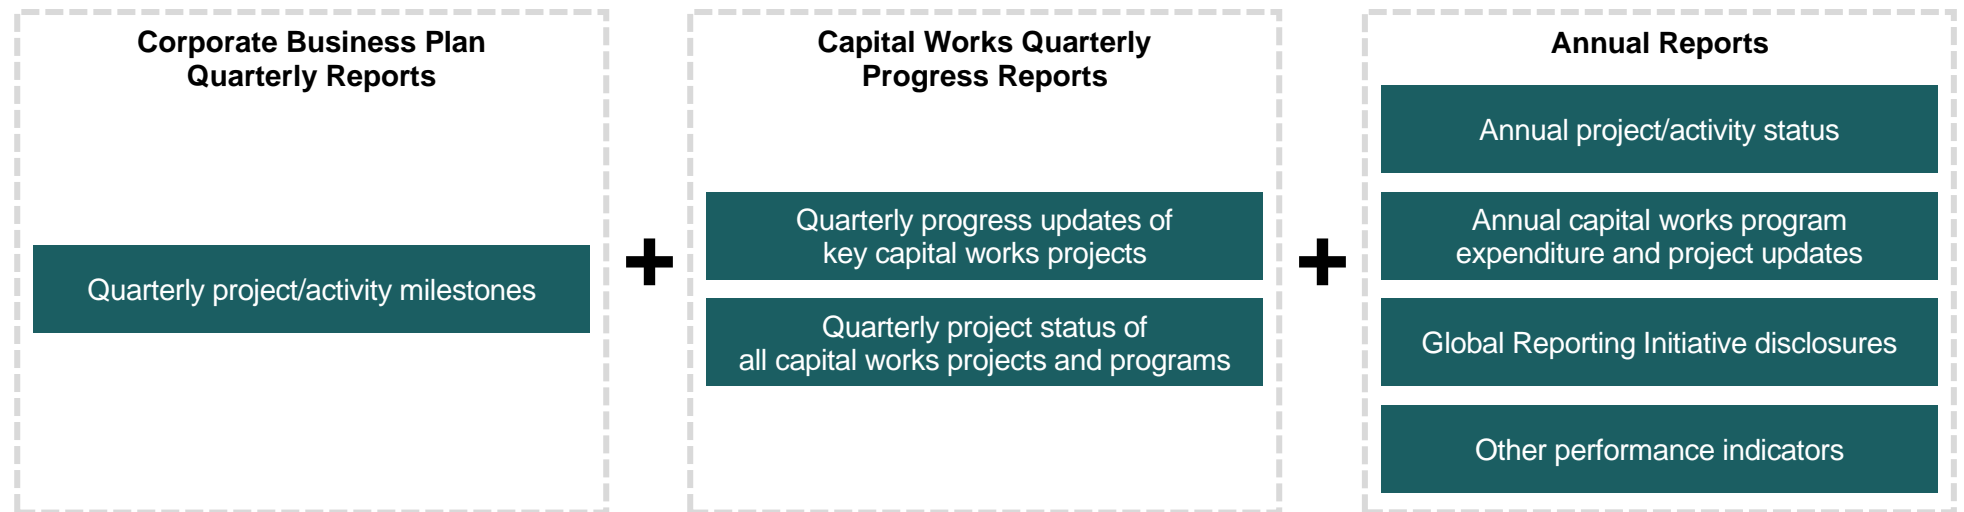 Corporate Business Plan
Quarterly Reports
Quarterly project/activity milestones
+
Capital Works Quarterly
Progress Reports
Quarterly progress updates of
key capital works projects
Quarterly project status of
all capital works projects and programs
+
Annual Reports
Annual project/activity status
Annual capital works program
expenditure and project updates
Global Reporting Initiative disclosures
Other performance indicators